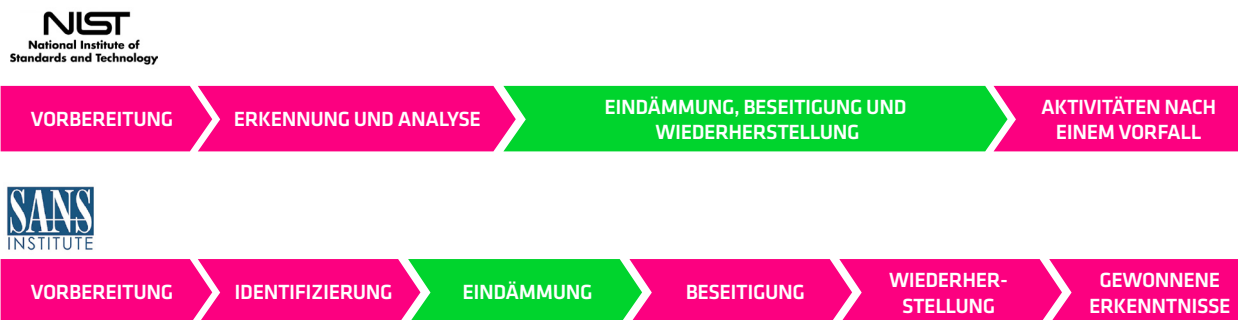 NIST
National Institute of
Standards and Technology
VORBEREITUNG
ERKENNUNG UND ANALYSE
EINDÄMMUNG, BESEITIGUNG UND
WIEDERHERSTELLUNG
AKTIVITÄTEN NACH
EINEM VORFALL
SANS
INSTITUTE
VORBEREITUNG
IDENTIFIZIERUNG
EINDÄMMUNG
BESEITIGUNG
WIEDERHER-
STELLUNG
GEWONNENE
ERKENNTNISSE